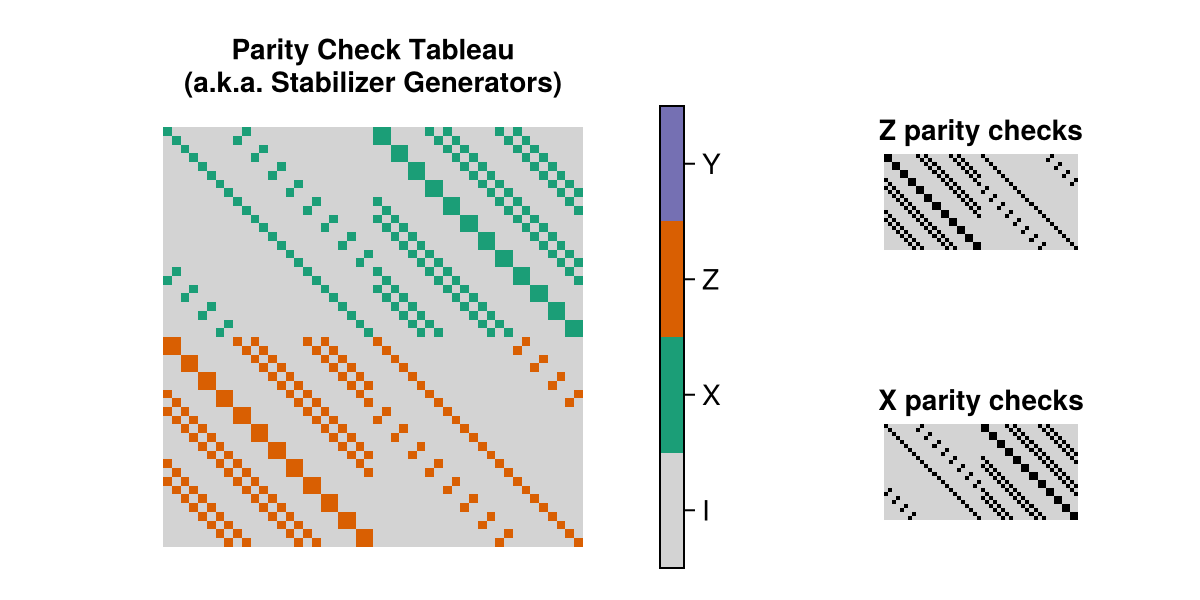 Parity Check Tableau
(a.k.a. Stabilizer Generators)
Y
Z
X
I
Z parity checks
X parity checks